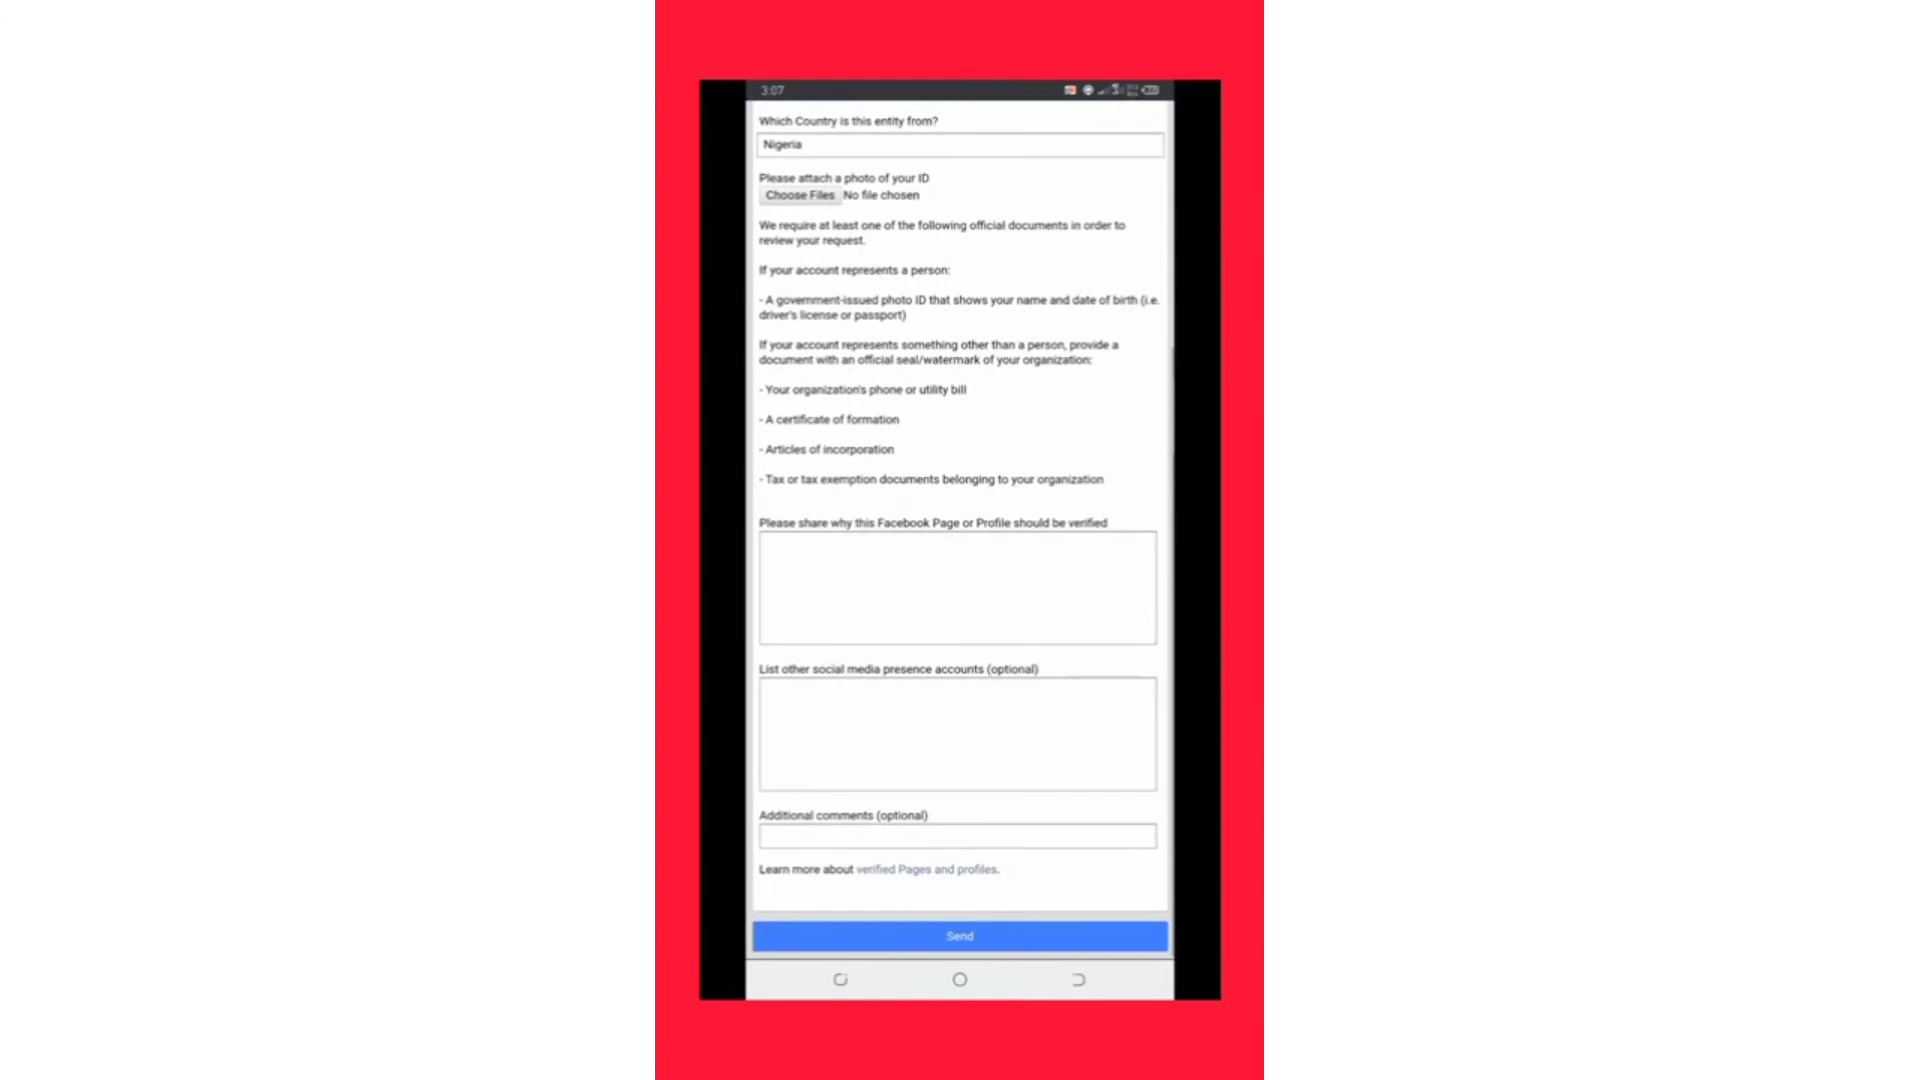 3:07
Which Country is this entity from?
Nigeria
Please attach a photo of your ID
Choose Files No file chosen
We require at least one of the following official documents in order to
review your request.
If your account represents a person:
- A government-issued photo ID that shows your name and date of birth (i.e.
driver's license or passport)
If your account represents something other than a person, provide a
document with an official seal/watermark of your organization:
- Your organization's phone or utility bill
- A certificate of formation
- Articles of incorporation
- Tax or tax exemption documents belonging to your organization
Please share why this Facebook Page or Profile should be verified
List other social media presence accounts (optional)
Additional comments (optional)
Learn more about verified Pages and profiles.
Send